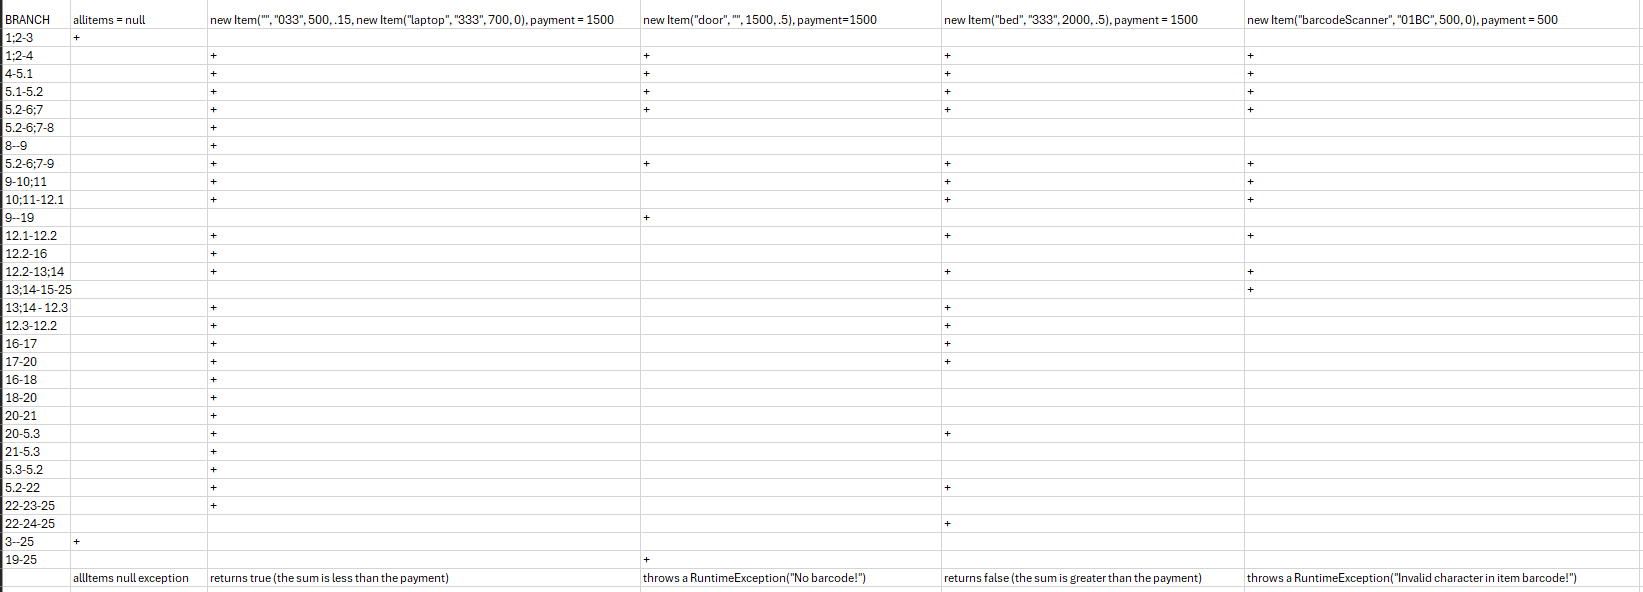 BRANCH allitems = null new Item("", "033", 500, .15, new Item("laptop", "333", 700, 0), payment = 1500 new Item("door", "", 1500, .5), payment=1500 new Item("bed", "333", 2000, .5), payment = 1500 new Item("barcodeScanner", "01BC", 500, 0), payment = 500
1;2-3 +
1;2-4 + + + +
4-5.1 + + + +
5.1-5.2 + + + +
5.2-6;7 + + + +
5.2-6;7-8 +
8--9 +
5.2-6;7-9 + + + +
9-10;11 + + +
10;11-12.1 + + +
9--19 +
12.1-12.2 + + +
12.2-16 +
12.2-13;14 + + +
13;14-15-25 +
13;14 - 12.3 + +
12.3-12.2 + +
16-17 + +
17-20 + +
16-18 +
18-20 +
20-21 +
20-5.3 + +
21-5.3 +
5.3-5.2 +
5.2-22 + +
22-23-25 +
22-24-25 +
3--25 +
19-25 +
allItems null exception returns true (the sum is less than the payment) throws a RuntimeException("No barcode!") returns false (the sum is greater than the payment) throws a RuntimeException("Invalid character in item barcode!")